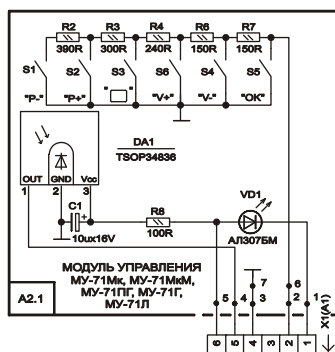 R2 R3 R4 R6 R7
390R 300R 240R 150R 150R
S1 S2 S3 S6 S4 S5
"P-" "P+" " " "V+" "V-" "OK"
DA1
TSOP34836
OUT GND Vcc
1 2 3
C1
10ux16V
R8
100R
VD1
АЛ307БМ
МОДУЛЬ УПРАВЛЕНИЯ
МУ-71Мк, МУ-71МкМ,
МУ-71ПГ, МУ-71Г,
МУ-71Л
7 6
5 4 3 2 1
A2.1
X1(A1)
6 5 4 3 2 1